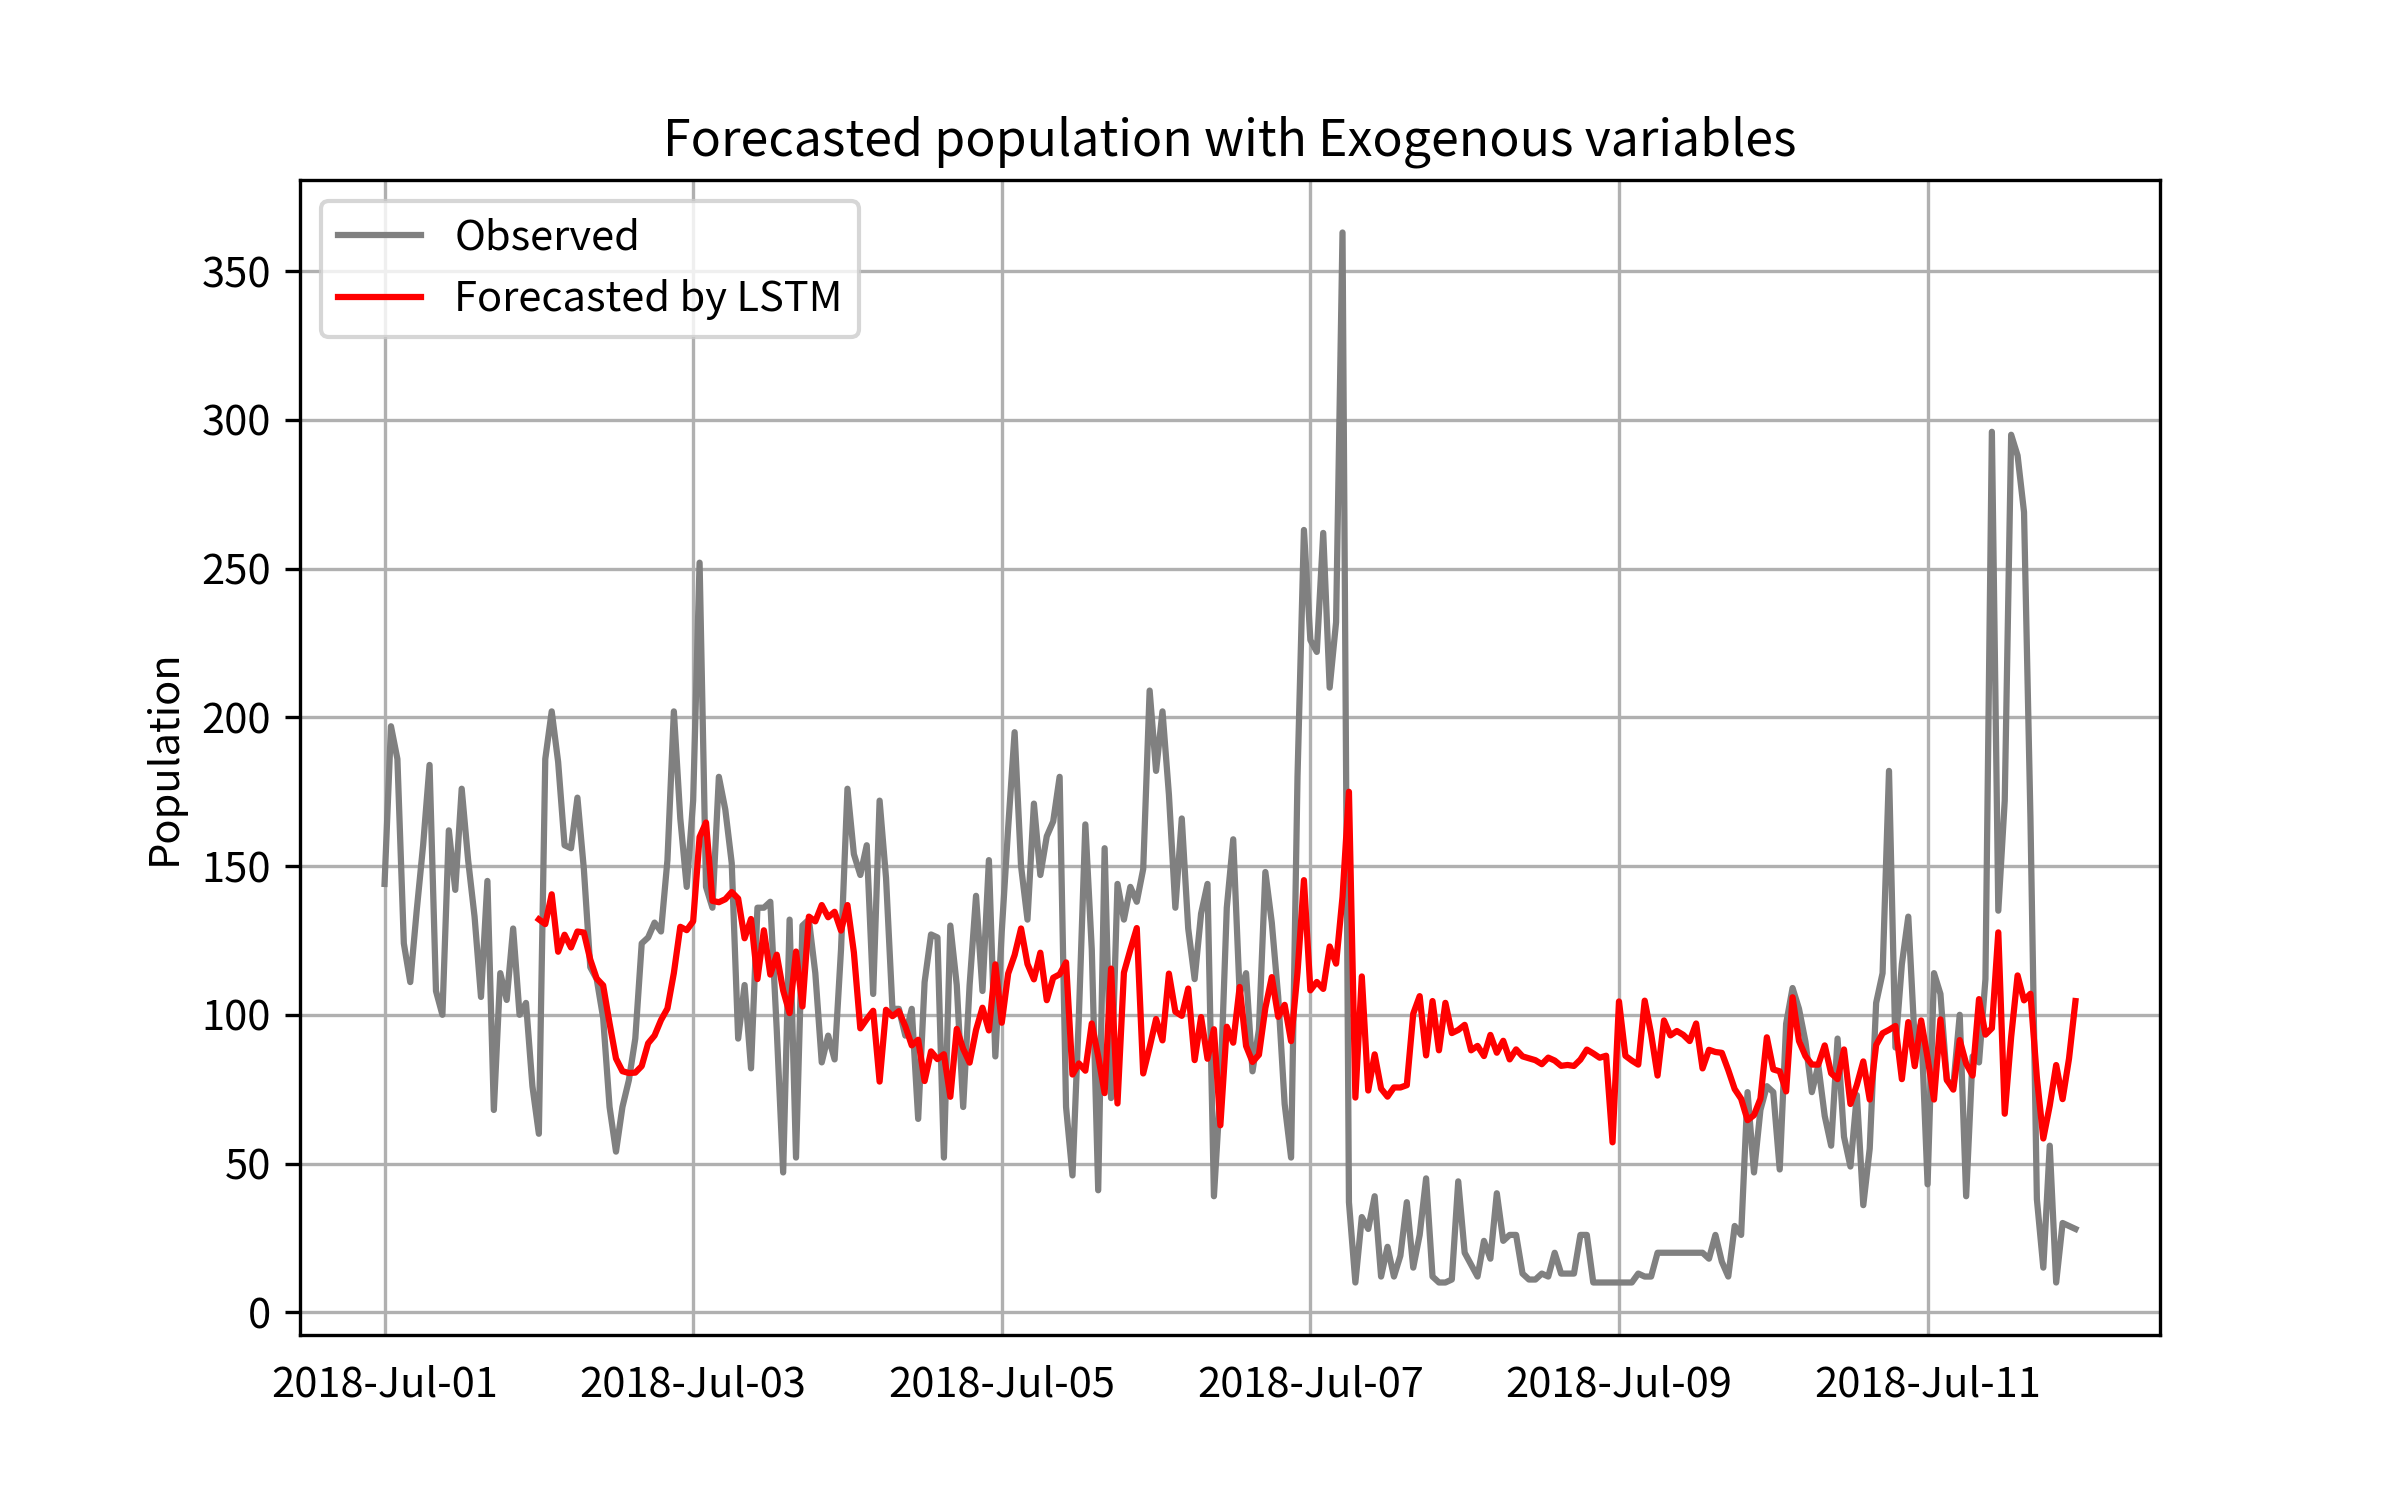 Forecasted population with Exogenous variables
Observed
Forecasted by LSTM
350
300
250
200
150
100
50
0
Population
2018-Jul-01 2018-Jul-03 2018-Jul-05 2018-Jul-07 2018-Jul-09 2018-Jul-11